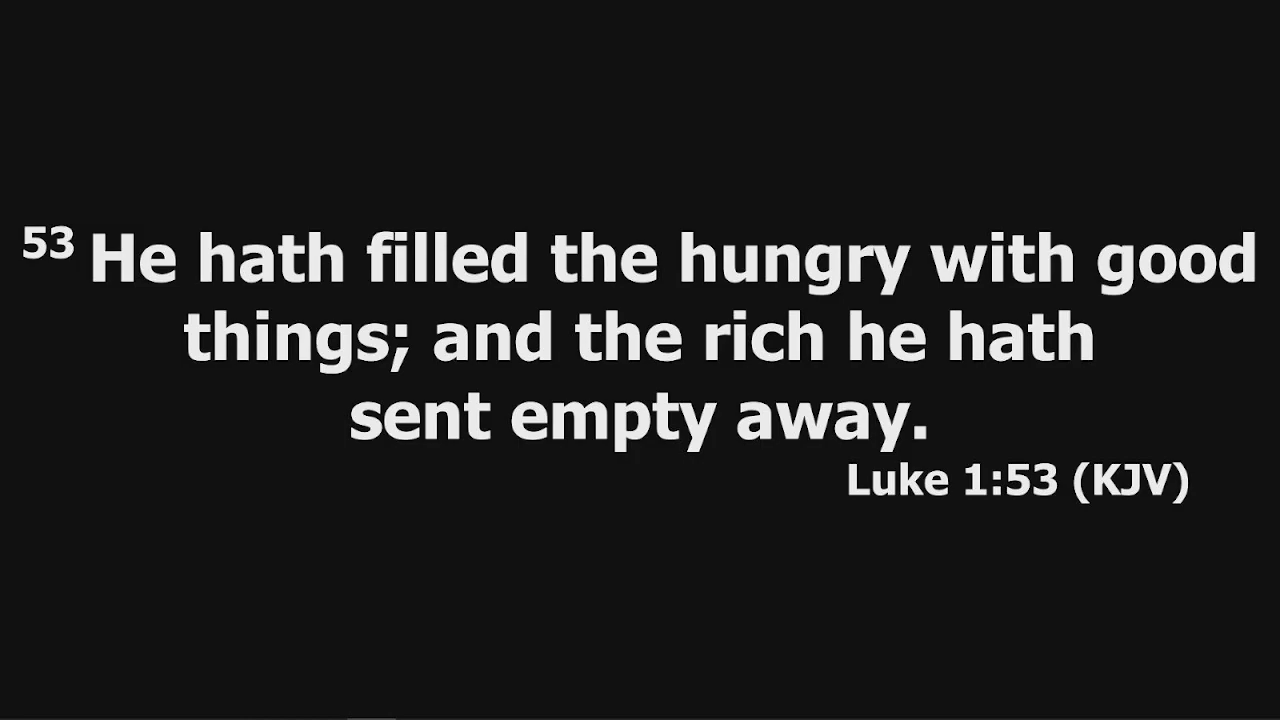 53 He hath filled the hungry with good
things; and the rich he hath
sent empty away.
Luke 1:53 (KJV)